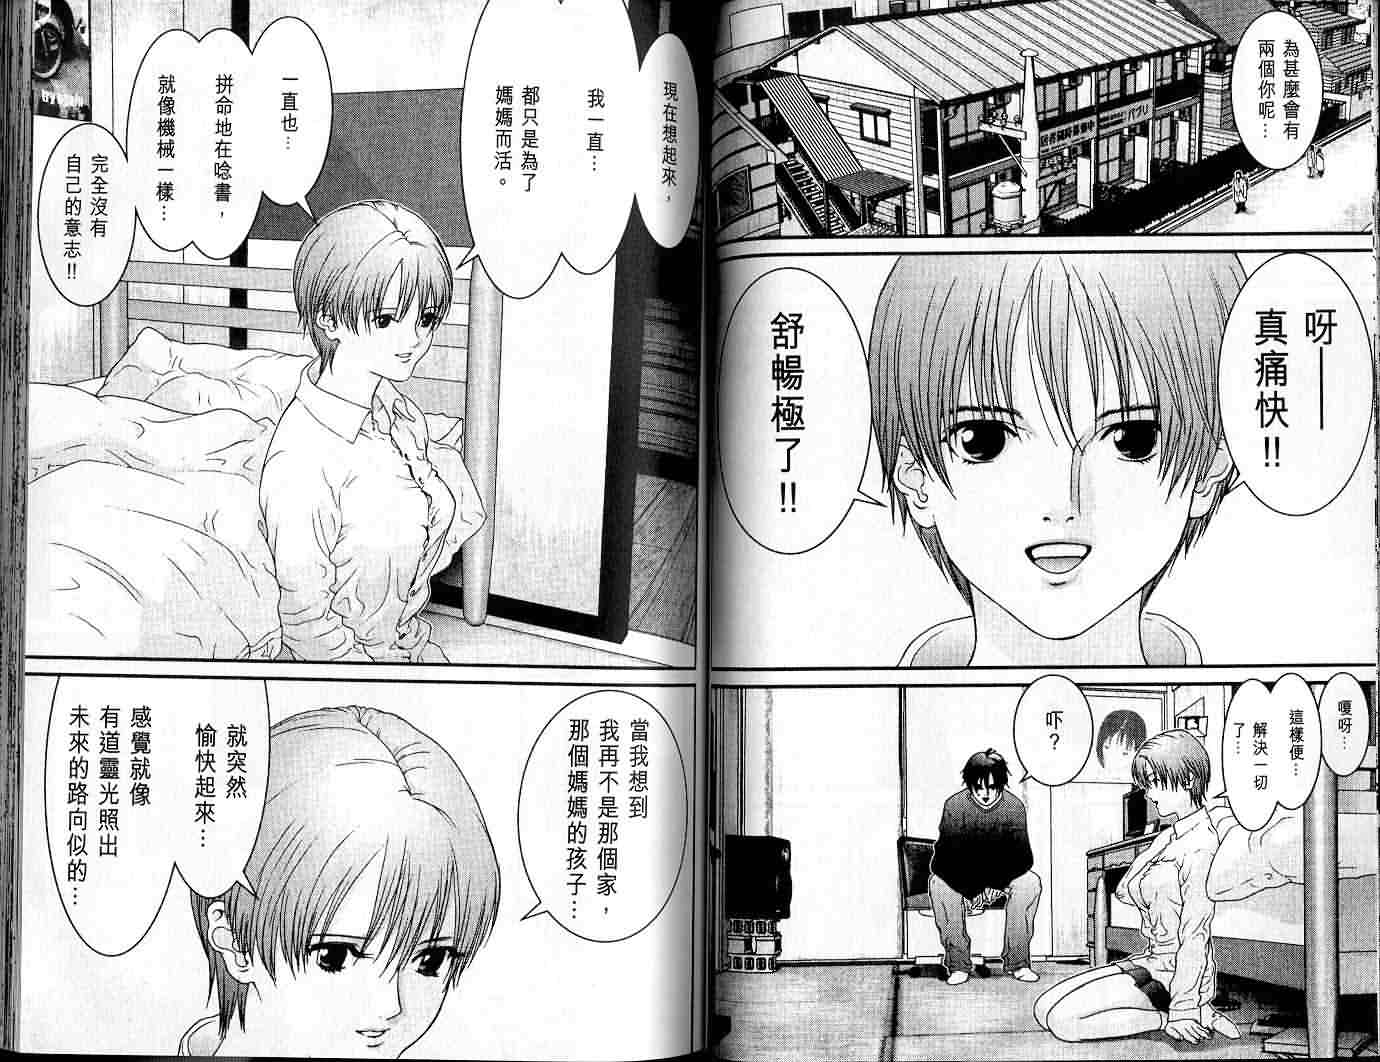 為甚麼會有
兩個你呢…
パブリ
呀──
真痛快!!
舒暢極了!!
嗄呀…
這樣便…
解決一切
了…
吓?
現在想起來，
我一直…
都只是為了
媽媽而活。
一直也…
拼命地在唸書，
就像機械一樣…
完全沒有
自己的意志!!
當我想到
我再不是那個家，
那個媽媽的孩子…
就突然
愉快起來…
感覺就像
有道靈光照出
未來的路向似的…